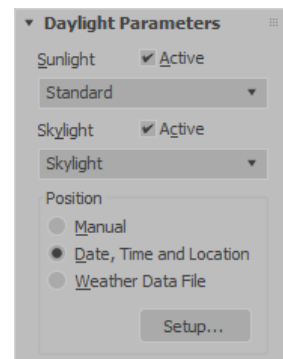 Daylight Parameters
Sunlight Active
Standard
Skylight Active
Skylight
Position
Manual
Date, Time and Location
Weather Data File
Setup...